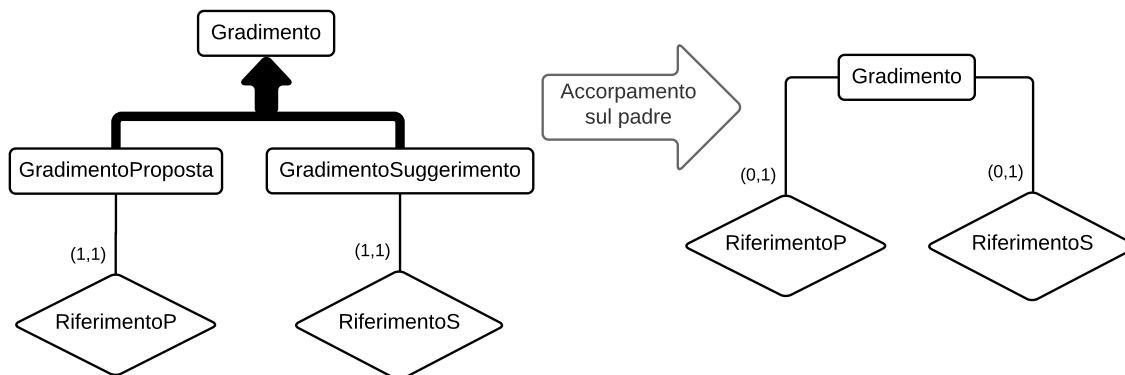 Gradimento
GradimentoProposta
GradimentoSuggerimento
(1,1)
(1,1)
RiferimentoP
RiferimentoS
Accorpamento
sul padre
Gradimento
(0,1)
(0,1)
RiferimentoP
RiferimentoS